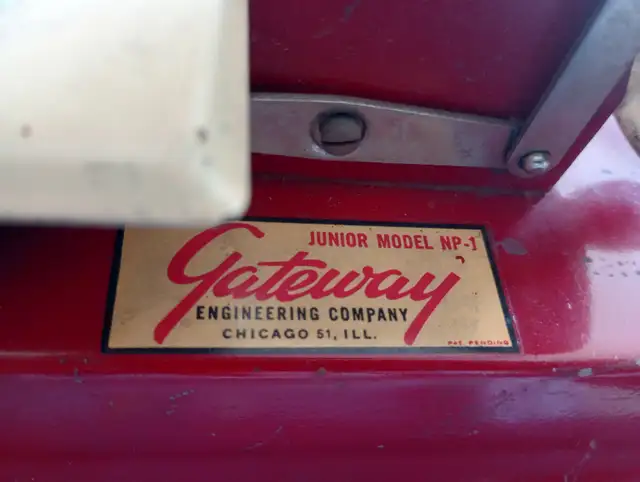 JUNIOR MODEL NP-1
Gateway
ENGINEERING COMPANY
CHICAGO 51, ILL.
PAT. PENDING